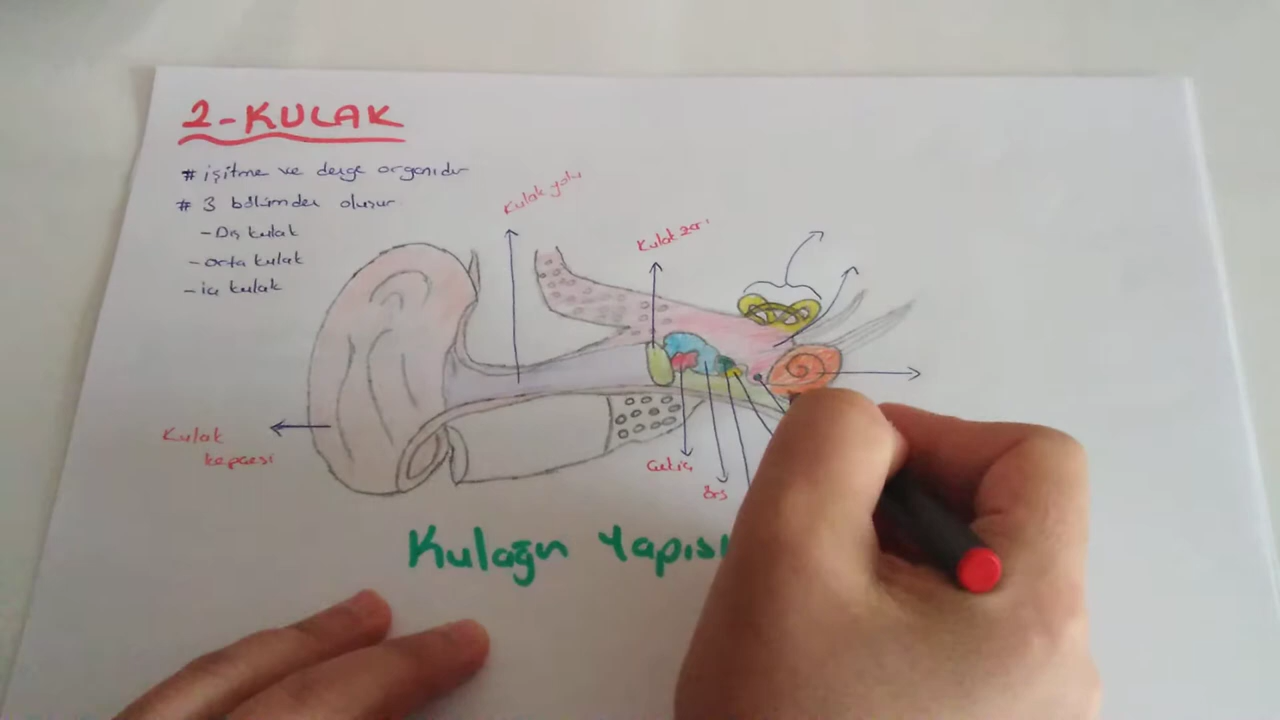 2-KULAK
# işitme ve denge organıdır
# 3 bölümden oluşur
- Dış kulak
- orta kulak
- iç kulak
Kulak yolu
Kulak zarı
Kulak
kepçesi
Çekiç
örs
Kulağın Yapısı